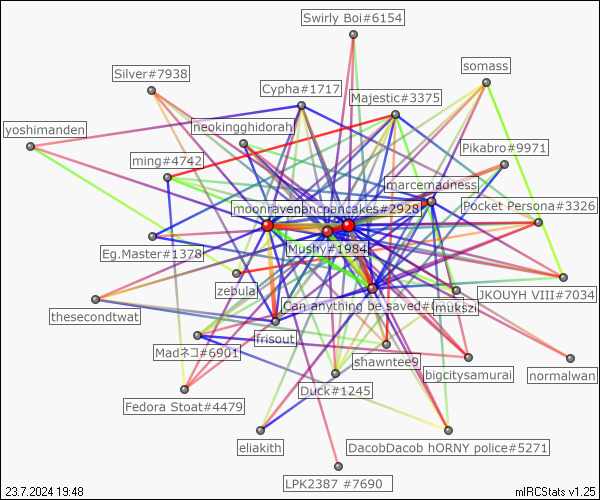 Swirly Boi#6154
somass
Silver#7938
Cypha#1717
Majestic#3375
yoshimanden
neokingghidorah
Pikabro#9971
ming#4742
marcemadness
moonraven
ancpancakes#2928
Pocket Persona#3326
Eg.Master#1378
Mushy#1984
zebula
JKOUYH VIII#7034
Can anything be saved#
mukszi
thesecondtwat
frisout
Madネコ#6901
shawntee9
bigcitysamurai
normalwan
Duck#1245
Fedora Stoat#4479
eliakith
DacobDacob hORNY police#5271
LPK2387 #7690
23.7.2024 19:48
mIRCStats v1.25